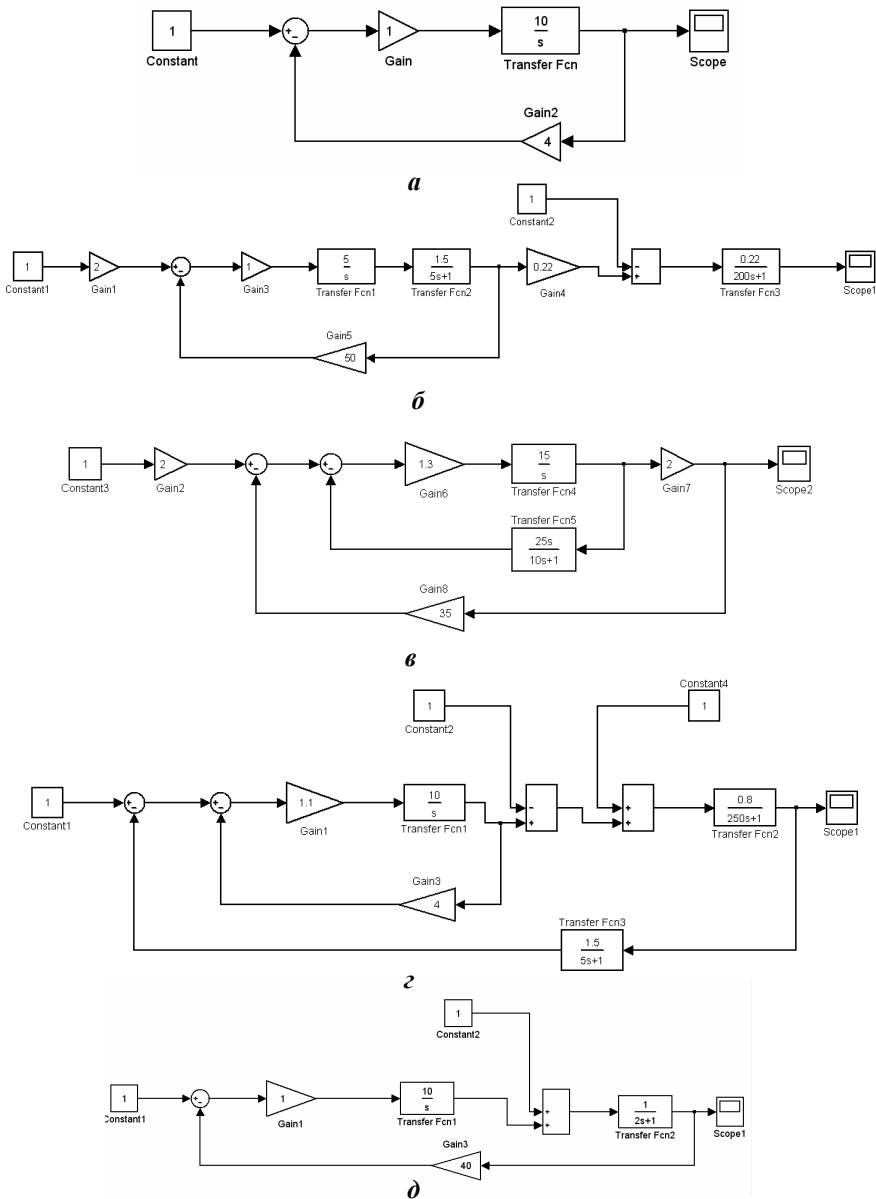 1
Constant
+
-
1
Gain
10
s
Transfer Fcn
Scope
Gain2
4
а
1
Constant2
1
Constant1
2
Gain1
+
-
1
Gain3
5
s
Transfer Fcn1
1.5
5s+1
Transfer Fcn2
0.22
Gain4
-
+
0.22
200s+1
Transfer Fcn3
Scope1
Gain5
50
б
1
Constant3
2
Gain2
+
-
+
-
1.3
Gain6
15
s
Transfer Fcn4
2
Gain7
Scope2
Transfer Fcn5
25s
10s+1
Gain8
35
в
Constant4
1
1
Constant2
1
Constant1
+
-
+
-
1.1
Gain1
10
s
Transfer Fcn1
-
+
+
+
0.8
250s+1
Transfer Fcn2
Scope1
Gain3
4
Transfer Fcn3
1.5
5s+1
г
1
Constant2
1
Constant1
+
-
1
Gain1
10
s
Transfer Fcn1
+
+
1
2s+1
Transfer Fcn2
Scope1
Gain3
40
д